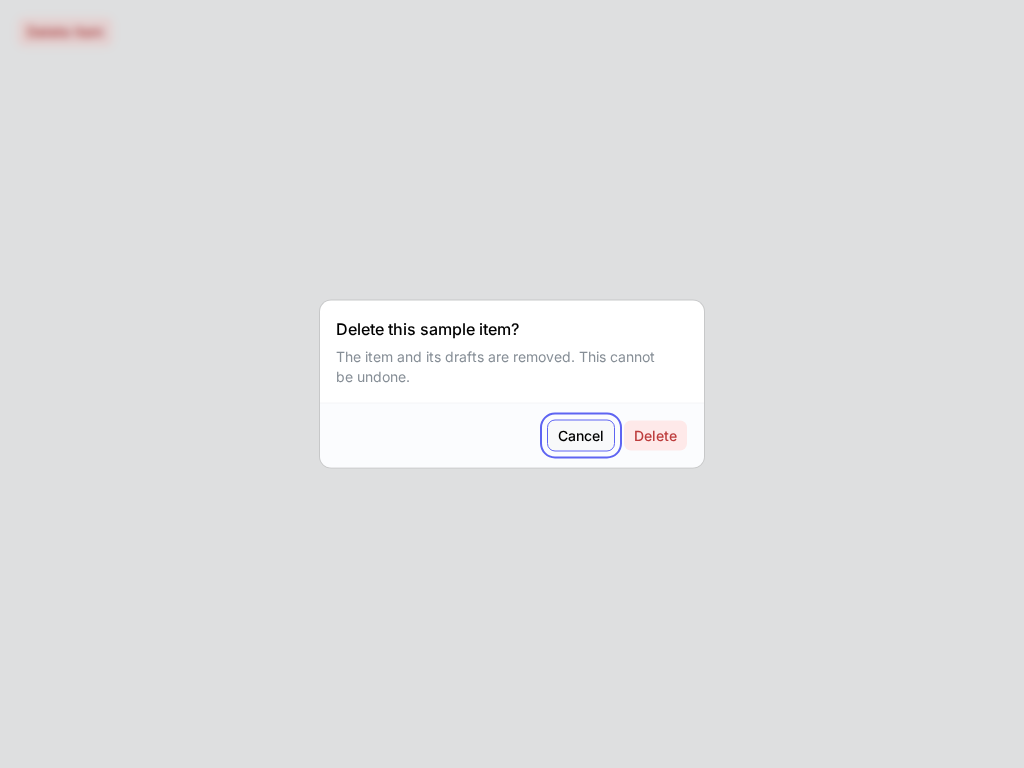 Delete this sample item?
The item and its drafts are removed. This cannot
be undone.
Cancel
Delete